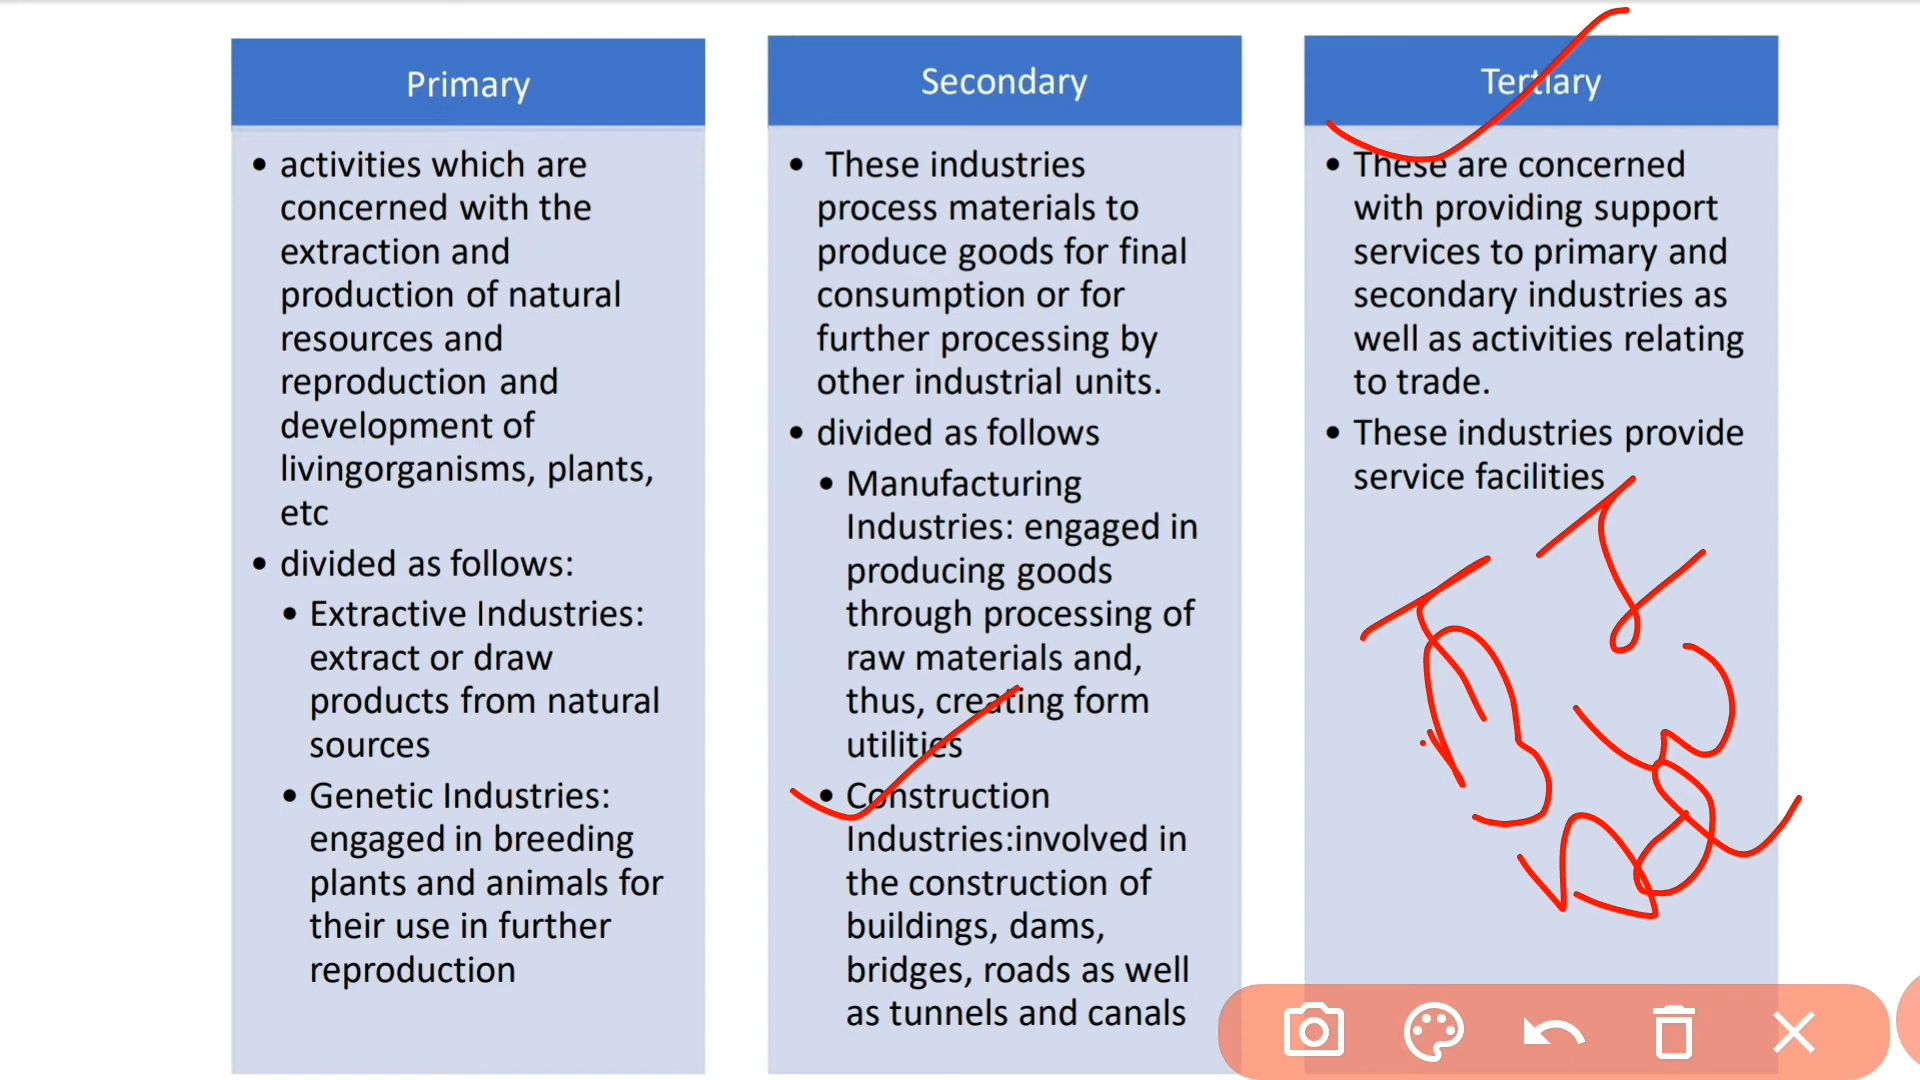 Primary
• activities which are
concerned with the
extraction and
production of natural
resources and
reproduction and
development of
livingorganisms, plants,
etc
• divided as follows:
• Extractive Industries:
extract or draw
products from natural
sources
• Genetic Industries:
engaged in breeding
plants and animals for
their use in further
reproduction
Secondary
• These industries
process materials to
produce goods for final
consumption or for
further processing by
other industrial units.
• divided as follows
• Manufacturing
Industries: engaged in
producing goods
through processing of
raw materials and,
thus, creating form
utilities
• Construction
Industries:involved in
the construction of
buildings, dams,
bridges, roads as well
as tunnels and canals
Tertiary
• These are concerned
with providing support
services to primary and
secondary industries as
well as activities relating
to trade.
• These industries provide
service facilities